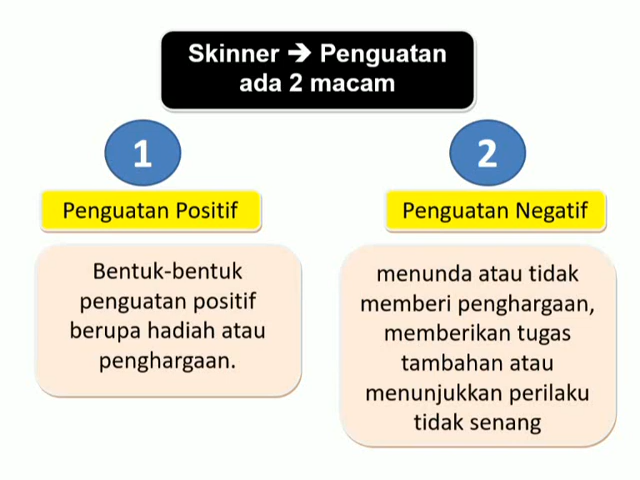 Skinner ➔ Penguatan
ada 2 macam
1
2
Penguatan Positif
Penguatan Negatif
Bentuk-bentuk
penguatan positif
berupa hadiah atau
penghargaan.
menunda atau tidak
memberi penghargaan,
memberikan tugas
tambahan atau
menunjukkan perilaku
tidak senang